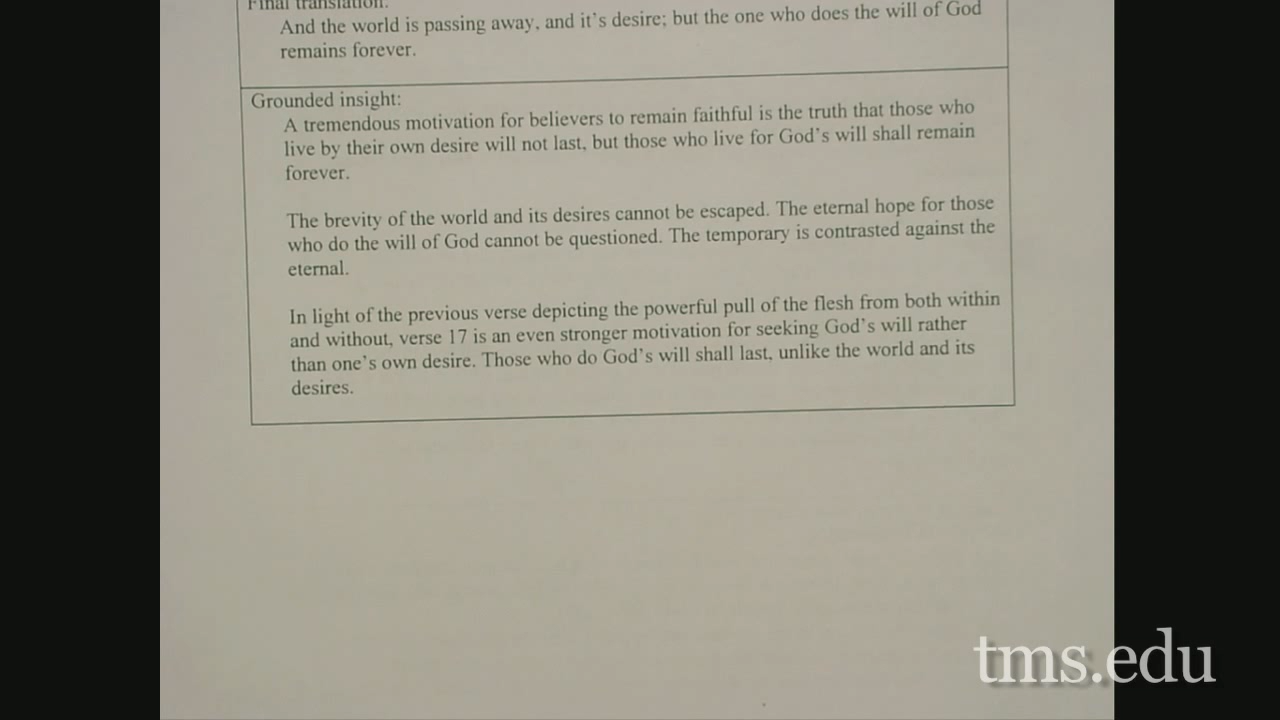 Final translation:
And the world is passing away, and it's desire; but the one who does the will of God
remains forever.
Grounded insight:
A tremendous motivation for believers to remain faithful is the truth that those who
live by their own desire will not last, but those who live for God's will shall remain
forever.
The brevity of the world and its desires cannot be escaped. The eternal hope for those
who do the will of God cannot be questioned. The temporary is contrasted against the
eternal.
In light of the previous verse depicting the powerful pull of the flesh from both within
and without, verse 17 is an even stronger motivation for seeking God's will rather
than one's own desire. Those who do God's will shall last, unlike the world and its
desires.
tms.edu